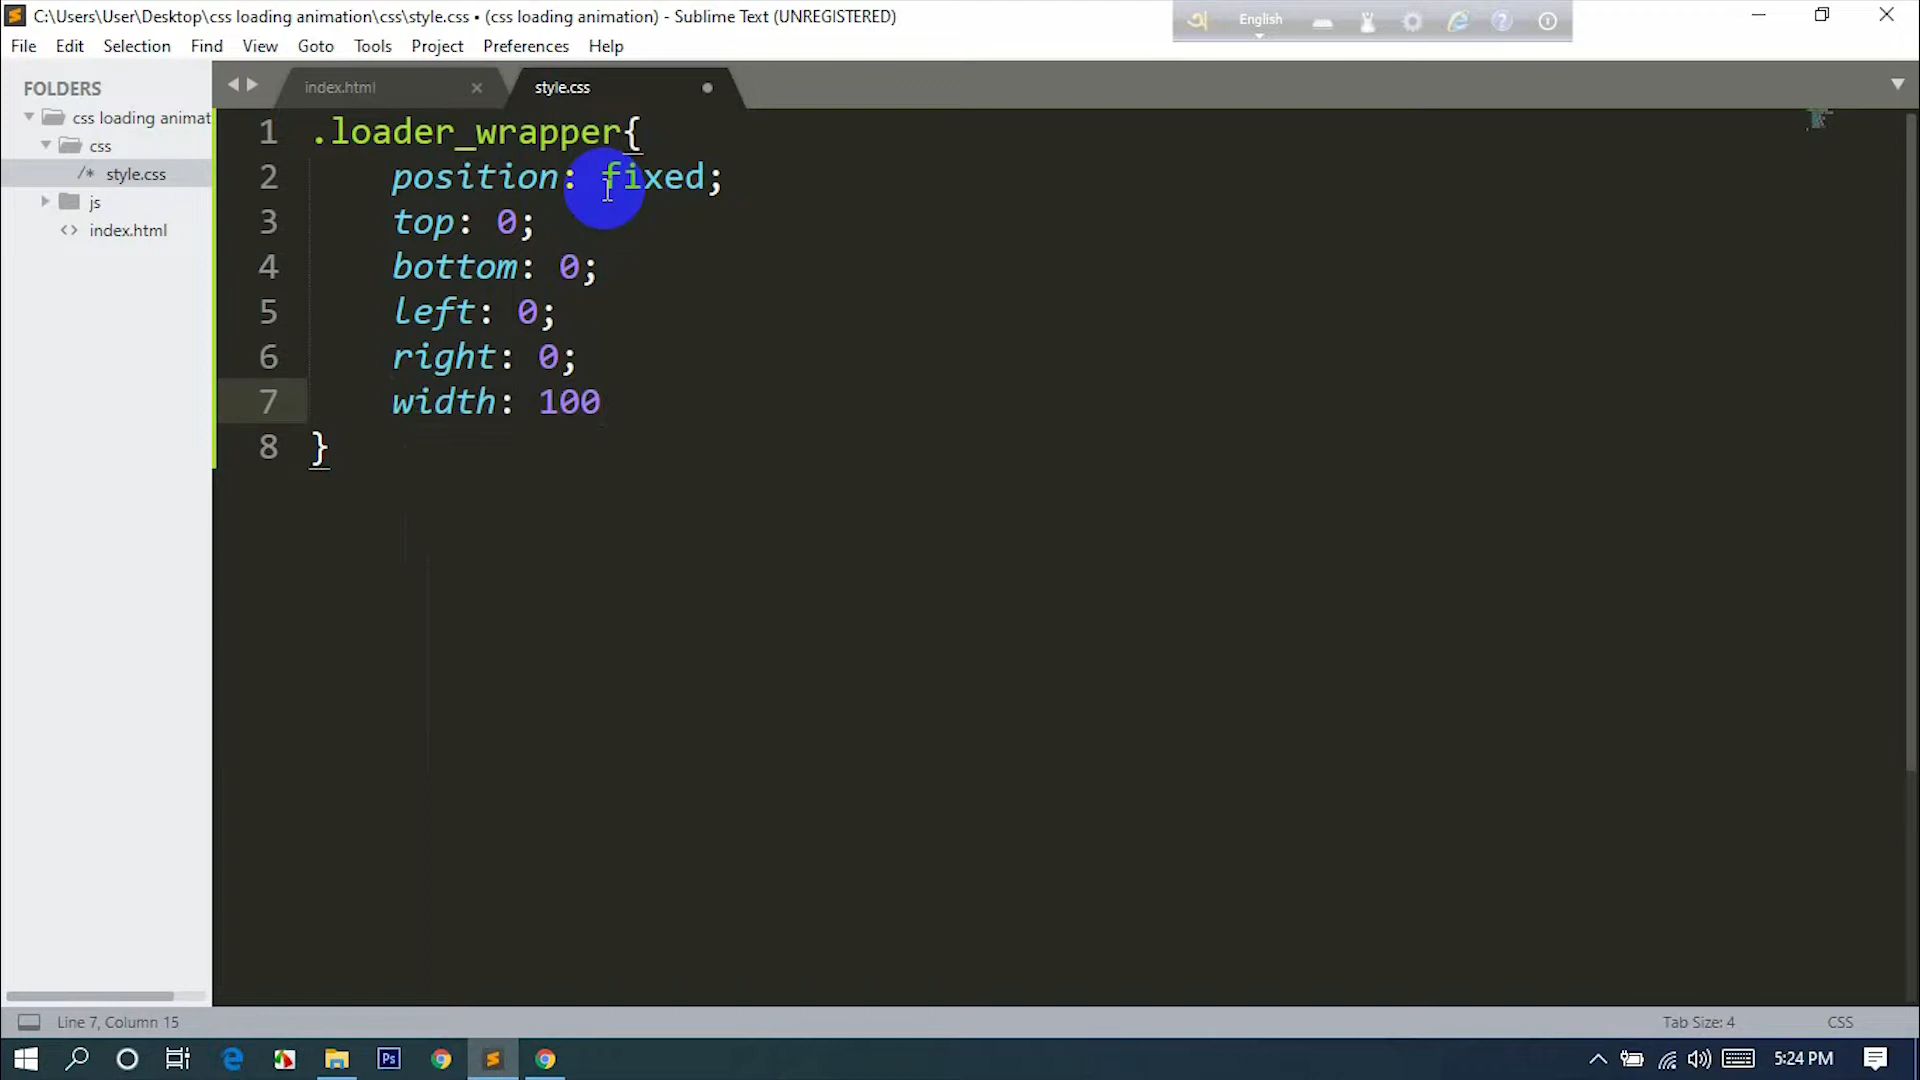 C:\Users\User\Desktop\css loading animation\css\style.css • (css loading animation) - Sublime Text (UNREGISTERED)
অ English
File Edit Selection Find View Goto Tools Project Preferences Help
FOLDERS
css loading animat
css
/* style.css
js
<> index.html
index.html
style.css
1 .loader_wrapper{
2 position: fixed;
3 top: 0;
4 bottom: 0;
5 left: 0;
6 right: 0;
7 width: 100
8 }
Line 7, Column 15 Tab Size: 4 CSS
Ps
5:24 PM